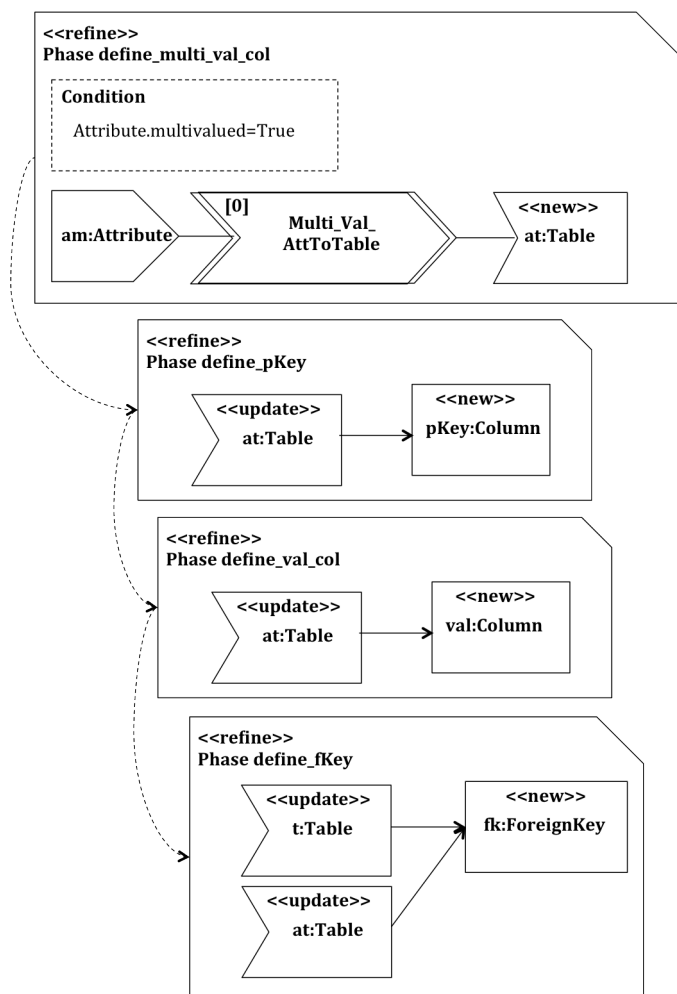 <<refine>>
Phase define_multi_val_col
Condition
Attribute.multivalued=True
am:Attribute
[0]
Multi_Val_
AttToTable
<<new>>
at:Table
<<refine>>
Phase define_pKey
<<update>>
at:Table
<<new>>
pKey:Column
<<refine>>
Phase define_val_col
<<update>>
at:Table
<<new>>
val:Column
<<refine>>
Phase define_fKey
<<update>>
t:Table
<<new>>
fk:ForeignKey
<<update>>
at:Table